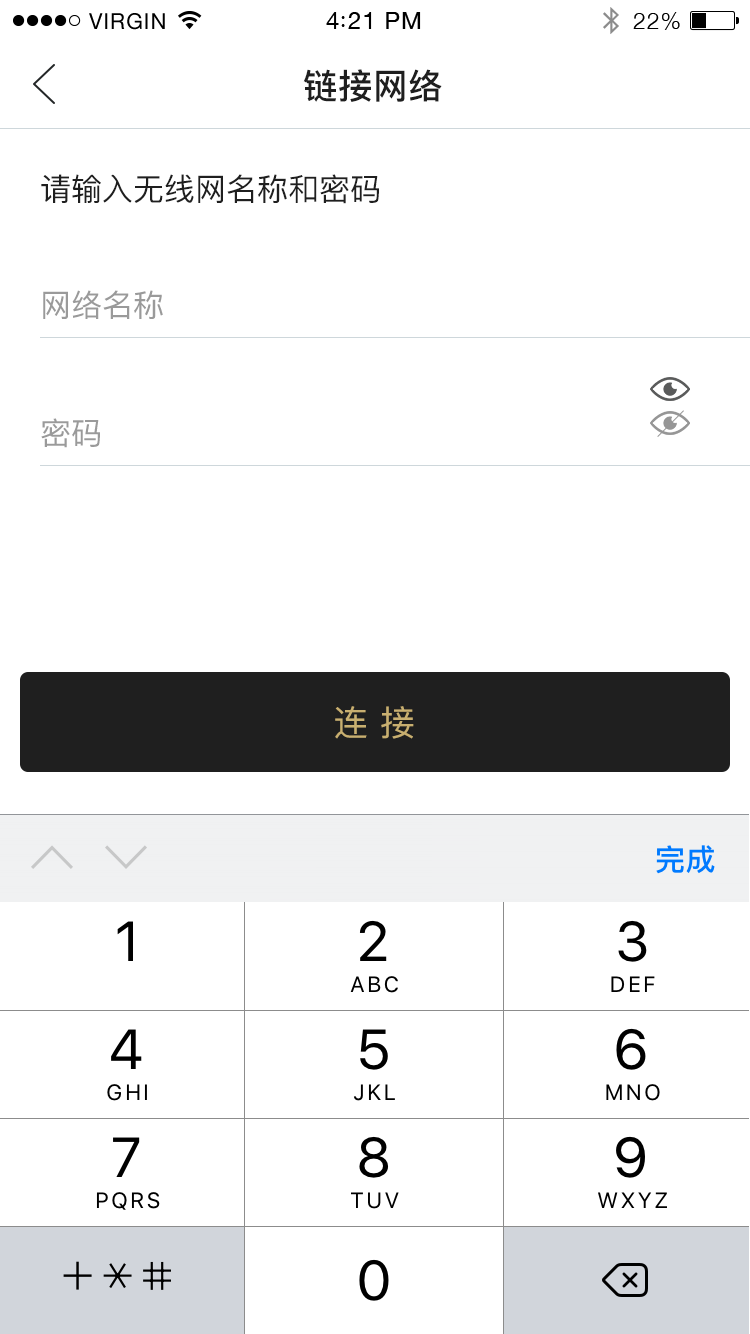 VIRGIN 4:21 PM 22%
链接网络
请输入无线网名称和密码
网络名称
密码
连接
完成
1 2 3
ABC DEF
4 5 6
GHI JKL MNO
7 8 9
PQRS TUV WXYZ
+*# 0